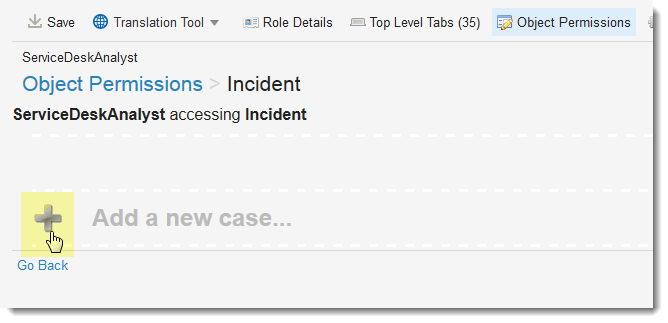 Save Translation Tool Role Details Top Level Tabs (35) Object Permissions
ServiceDeskAnalyst
Object Permissions > Incident
ServiceDeskAnalyst accessing Incident
Add a new case...
Go Back